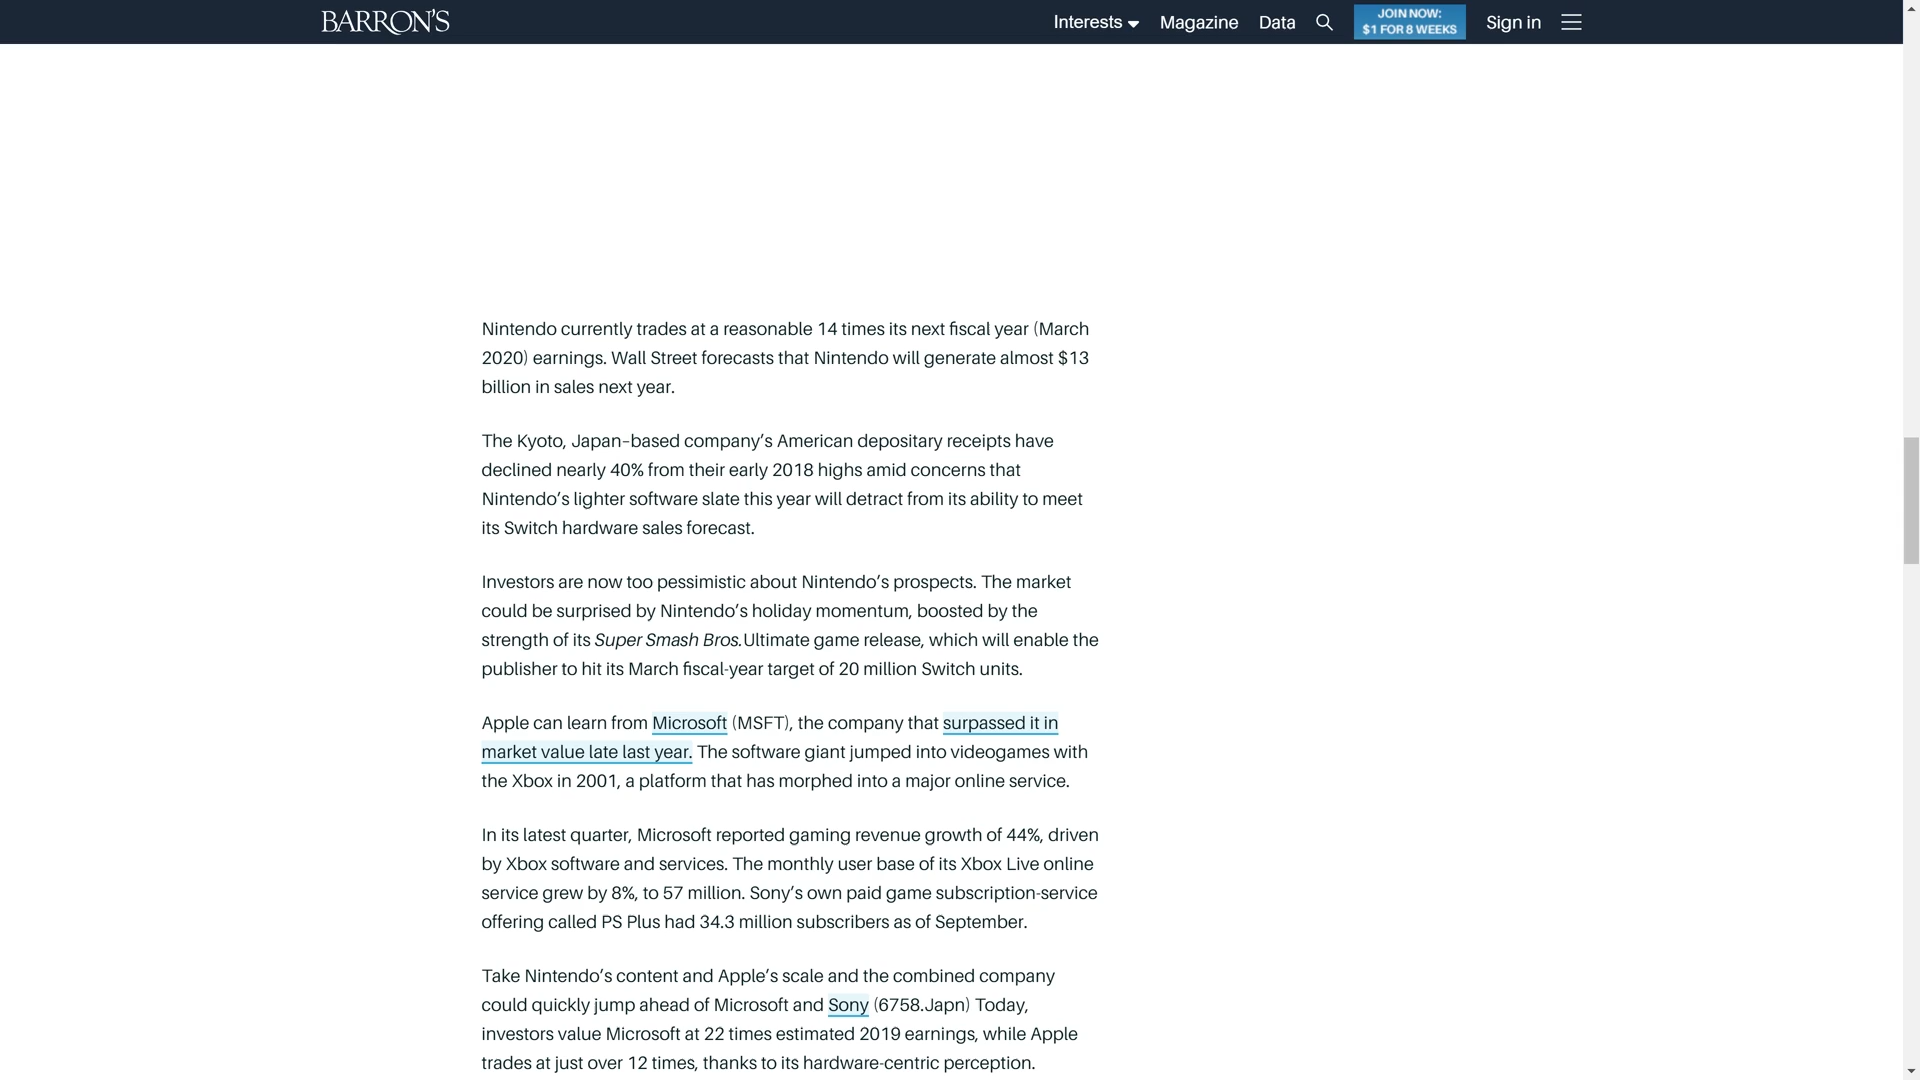 BARRON'S
Interests
Magazine
Data
JOIN NOW:
$1 FOR 8 WEEKS
Sign in
Nintendo currently trades at a reasonable 14 times its next fiscal year (March
2020) earnings. Wall Street forecasts that Nintendo will generate almost $13
billion in sales next year.
The Kyoto, Japan–based company’s American depositary receipts have
declined nearly 40% from their early 2018 highs amid concerns that
Nintendo’s lighter software slate this year will detract from its ability to meet
its Switch hardware sales forecast.
Investors are now too pessimistic about Nintendo’s prospects. The market
could be surprised by Nintendo’s holiday momentum, boosted by the
strength of its Super Smash Bros.Ultimate game release, which will enable the
publisher to hit its March fiscal-year target of 20 million Switch units.
Apple can learn from Microsoft (MSFT), the company that surpassed it in
market value late last year. The software giant jumped into videogames with
the Xbox in 2001, a platform that has morphed into a major online service.
In its latest quarter, Microsoft reported gaming revenue growth of 44%, driven
by Xbox software and services. The monthly user base of its Xbox Live online
service grew by 8%, to 57 million. Sony’s own paid game subscription-service
offering called PS Plus had 34.3 million subscribers as of September.
Take Nintendo’s content and Apple’s scale and the combined company
could quickly jump ahead of Microsoft and Sony (6758.Japn) Today,
investors value Microsoft at 22 times estimated 2019 earnings, while Apple
trades at just over 12 times, thanks to its hardware-centric perception.